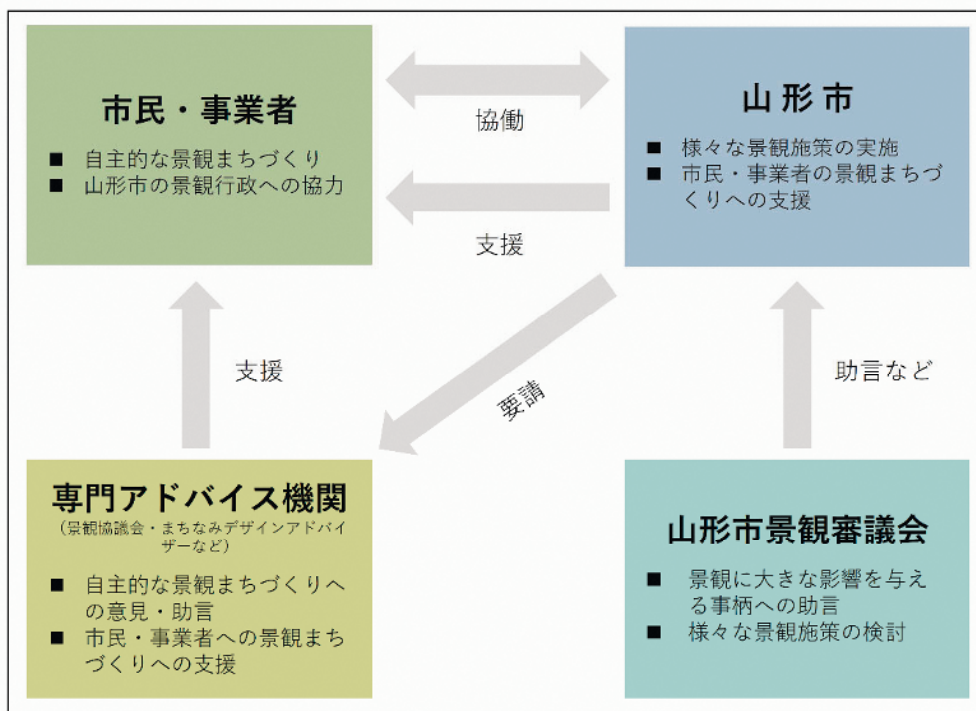 市民・事業者
■ 自主的な景観まちづくり
■ 山形市の景観行政への協力
協働
支援
山形市
■ 様々な景観施策の実施
■ 市民・事業者の景観まちづ
くりへの支援
支援
要請
助言など
専門アドバイス機関
（景観協議会・まちなみデザインアドバイ
ザーなど）
■ 自主的な景観まちづくりへ
の意見・助言
■ 市民・事業者への景観まち
づくりへの支援
山形市景観審議会
■ 景観に大きな影響を与え
る事柄への助言
■ 様々な景観施策の検討